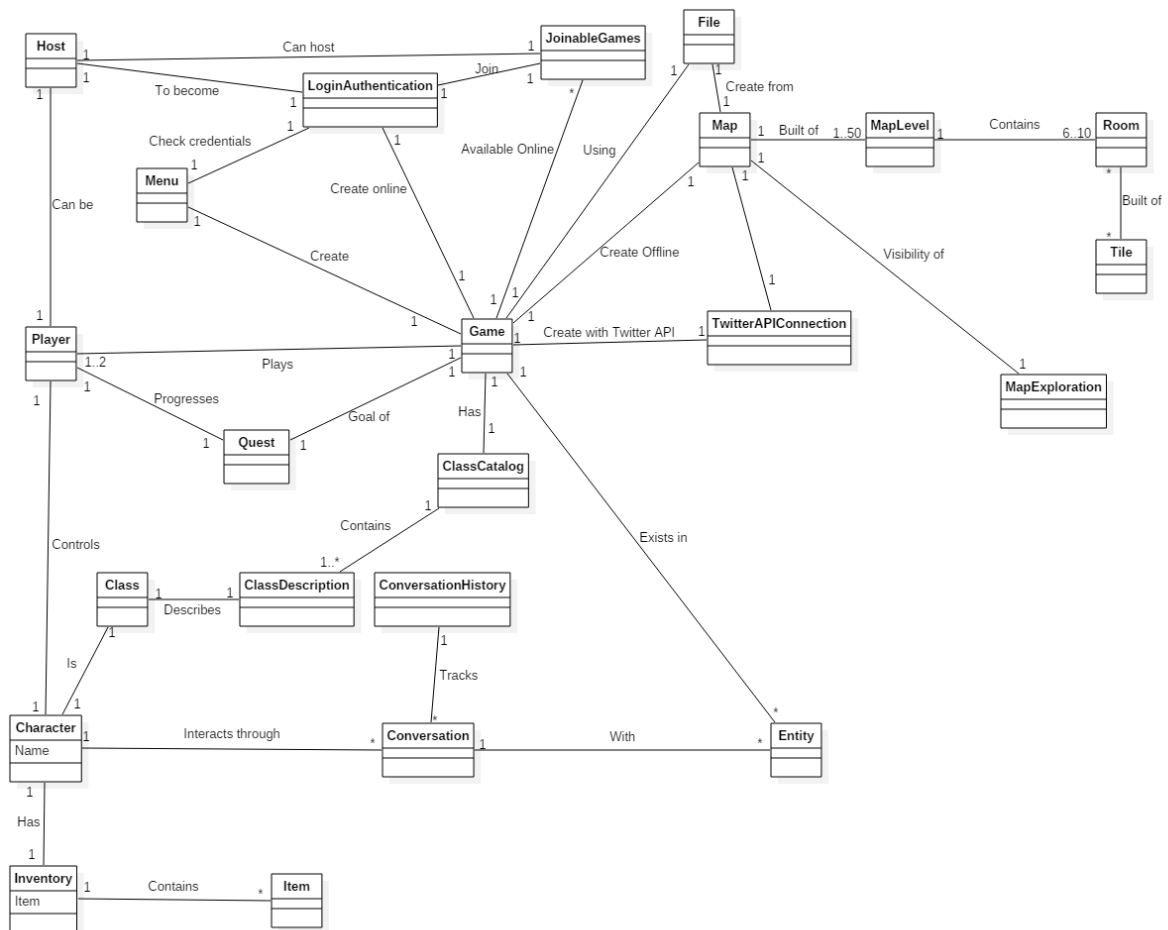 File
Host
JoinableGames
1
Can host
1
1
1
1
Join
Create from
1
To become
LoginAuthentication
1
1
*
1
1
1
1
Map
1
Built of
1..50
MapLevel
1
Contains
6..10
Room
Check credentials
Available Online
Using
1
1
1
1
*
Menu
Create online
Can be
1
Built of
*
Create
Create Offline
Visibility of
Tile
1
1
1
1
1
1
1
1
Player
Game
1
Create with Twitter API
1
TwitterAPIConnection
1..2
Plays
1
1
1
1
1
1
MapExploration
1
Progresses
Has
1
Goal of
1
1
Quest
1
ClassCatalog
1
Contains
Controls
Exists in
1..*
Class
1
1
ClassDescription
ConversationHistory
Describes
1
1
Is
Tracks
1
1
*
*
Character
Name
1
Interacts through
*
Conversation
1
With
*
Entity
1
Has
1
Inventory
Item
1
Contains
*
Item